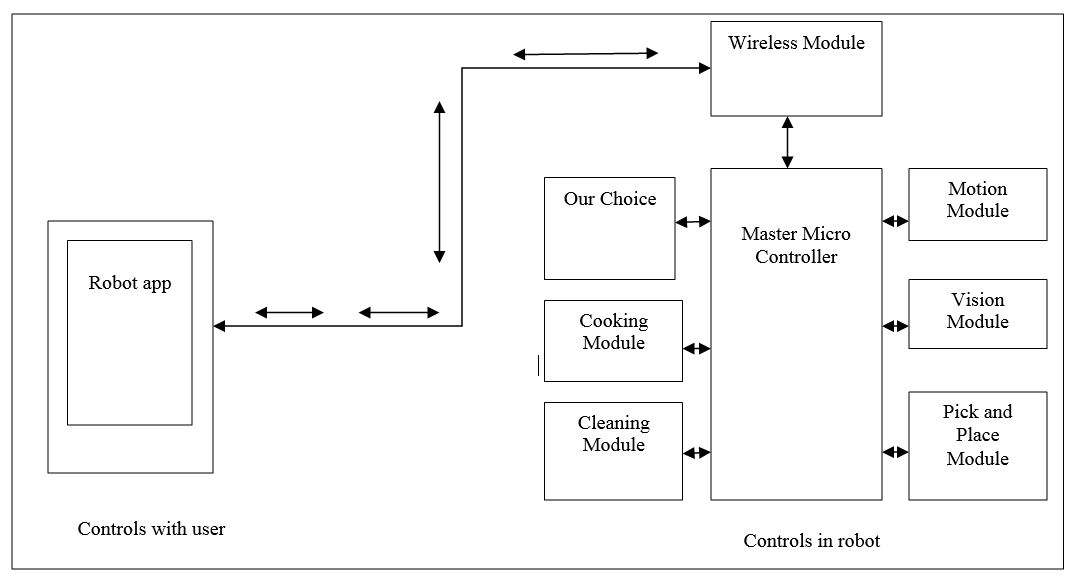 Wireless Module
Our Choice
Master Micro
Controller
Motion
Module
Robot app
Cooking
Module
Vision
Module
Cleaning
Module
Pick and
Place
Module
Controls with user
Controls in robot